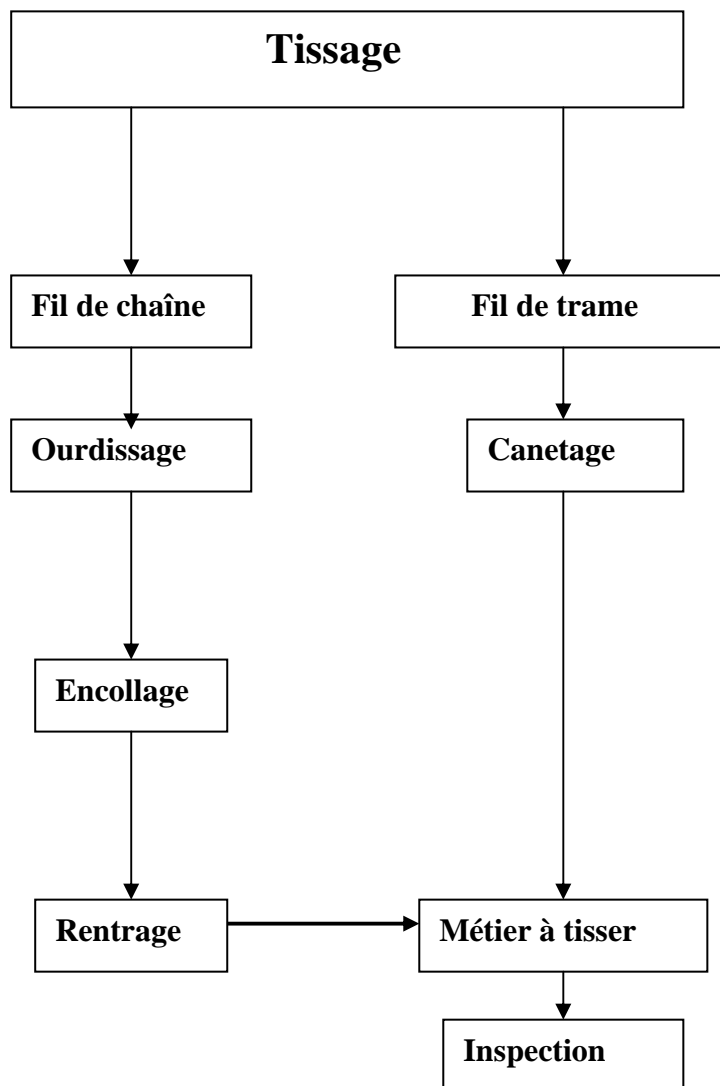 Tissage
Fil de chaîne
Fil de trame
Ourdissage
Canetage
Encollage
Rentrage
Métier à tisser
Inspection